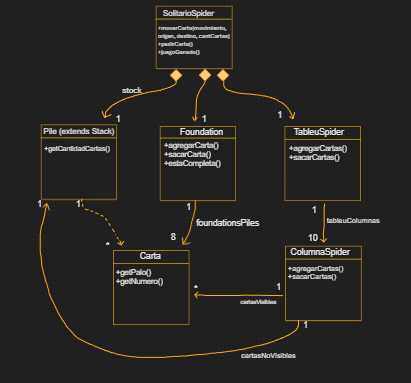 SolitarioSpider
+moverCarta(movimiento,
origen, destino, cantCartas)
+pedirCarta()
+juegoGanado()
stock
1
1
1
Pile (extends Stack)
+getCantidadCartas()
Foundation
+agregarCarta()
+sacarCarta()
+estaCompleta()
TableuSpider
+agregarCartas()
+sacarCartas()
1
1
1
1
foundationsPiles
tableuColumnas
*
8
10
Carta
+getPalo()
+getNumero()
ColumnaSpider
+agregarCartas()
+sacarCartas()
*
1
cartasVisibles
1
cartasNoVisibles